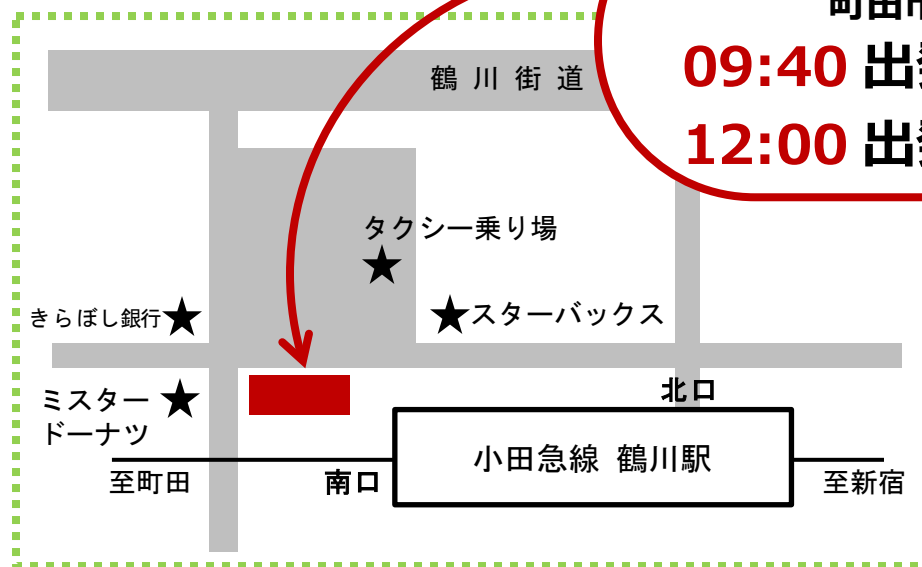 町田市
09:40 出発
12:00 出発
鶴川街道
タクシー乗り場
きらぼし銀行
スターバックス
ミスター
ドーナツ
北口
小田急線 鶴川駅
至町田
南口
至新宿